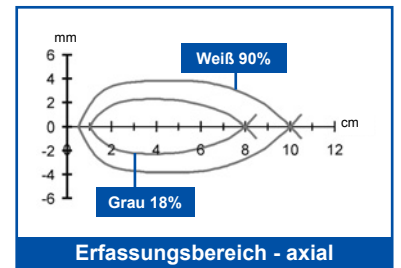 mm
Weiß 90%
6
4
2
0
-2
-4
-6
0 2 4 6 8 10 12 cm
Grau 18%
Erfassungsbereich - axial